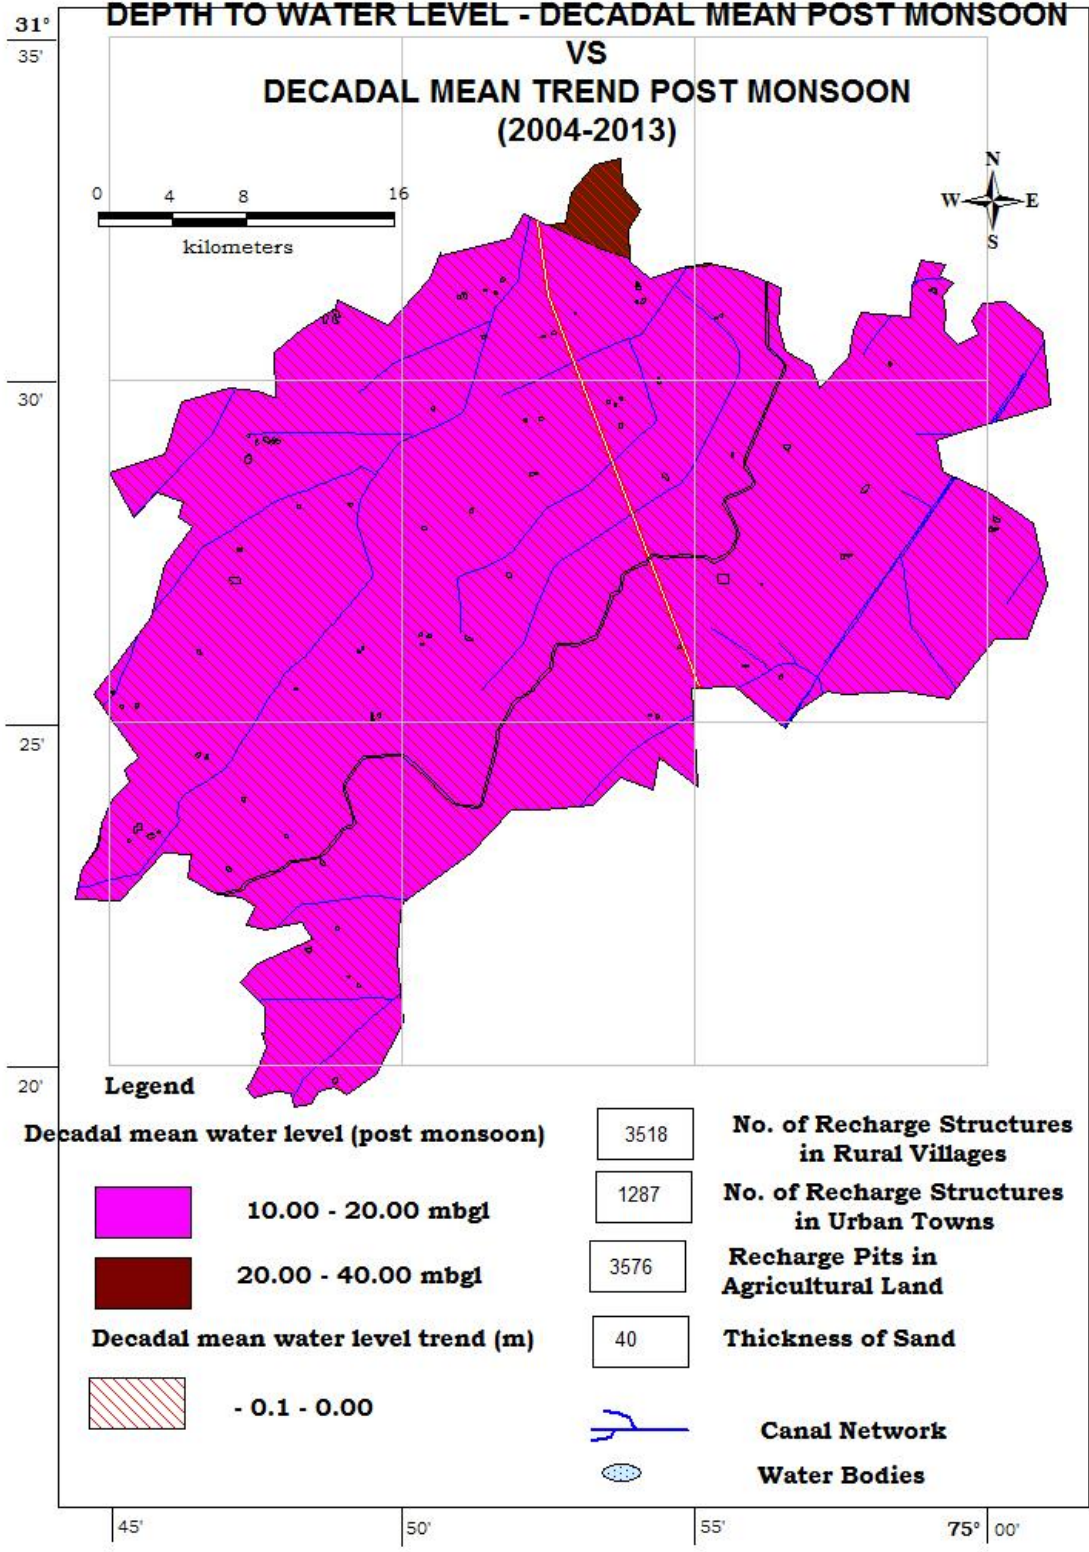 DEPTH TO WATER LEVEL - DECADAL MEAN POST MONSOON
VS
DECADAL MEAN TREND POST MONSOON
(2004-2013)
31°
35'
30'
25'
20'
0 4 8 16
kilometers
N
W E
S
Legend
Decadal mean water level (post monsoon)
10.00 - 20.00 mbgl
20.00 - 40.00 mbgl
Decadal mean water level trend (m)
- 0.1 - 0.00
3518 No. of Recharge Structures
in Rural Villages
1287 No. of Recharge Structures
in Urban Towns
3576 Recharge Pits in
Agricultural Land
40 Thickness of Sand
Canal Network
Water Bodies
45' 50' 55' 75° 00'